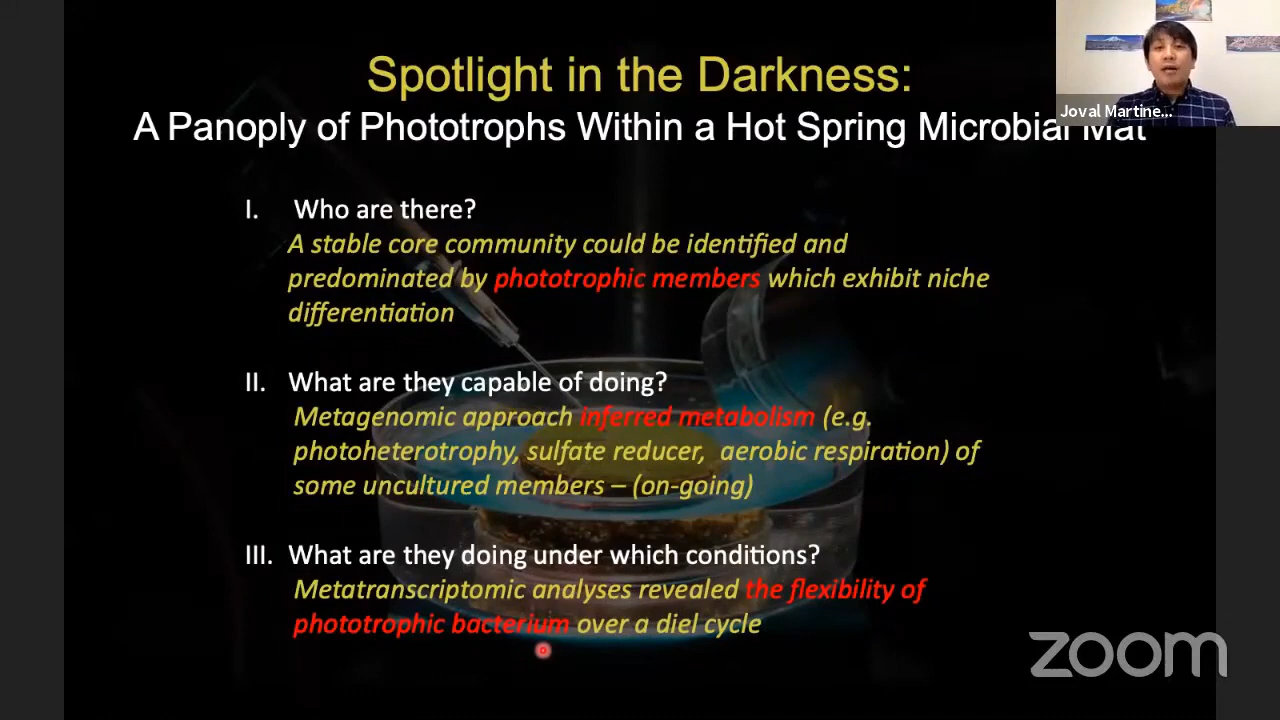 Spotlight in the Darkness:
A Panoply of Phototrophs Within a Hot Spring Microbial Mat
Joval Martine...
I. Who are there?
A stable core community could be identified and
predominated by phototrophic members which exhibit niche
differentiation
II. What are they capable of doing?
Metagenomic approach inferred metabolism (e.g.
photoheterotrophy, sulfate reducer, aerobic respiration) of
some uncultured members – (on-going)
III. What are they doing under which conditions?
Metatranscriptomic analyses revealed the flexibility of
phototrophic bacterium over a diel cycle
zoom